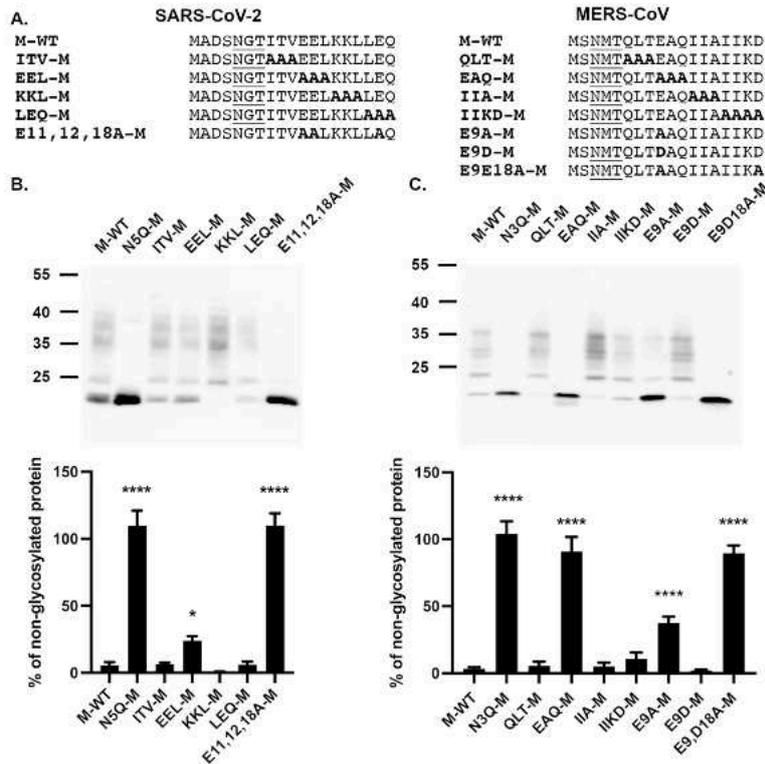 A.
SARS-CoV-2
M-WT MADSNGTITVEELKKLLEQ
ITV-M MADSNGTAAAEELKKLLEQ
EEL-M MADSNGTITVAAAKKLLEQ
KKL-M MADSNGTITVEELAAALEQ
LEQ-M MADSNGTITVEELKKLAAA
E11,12,18A-M MADSNGTITVAALKKLLAQ
MERS-CoV
M-WT MSNMTQLTEAQIIAIIKD
QLT-M MSNMTAAAEAQIIAIIKD
EAQ-M MSNMTQLTAAAIIAIIKD
IIA-M MSNMTQLTEAQAAAIIKD
IIKD-M MSNMTQLTEAQIIAAAAA
E9A-M MSNMTQLTAAQIIAIIKD
E9D-M MSNMTQLTDAQIIAIIKD
E9E18A-M MSNMTQLTAAQIIAIIKA
B.
M-WT
N5Q-M
ITV-M
EEL-M
KKL-M
LEQ-M
E11,12,18A-M
55
40
35
25
% of non-glycosylated protein
150
100
50
0
****
*
****
M-WT
N5Q-M
ITV-M
EEL-M
KKL-M
LEQ-M
E11,12,18A-M
C.
M-WT
N3Q-M
QLT-M
EAQ-M
IIA-M
IIKD-M
E9A-M
E9D-M
E9D18A-M
55
40
35
25
% of non-glycosylated protein
150
100
50
0
****
****
****
****
M-WT
N3Q-M
QLT-M
EAQ-M
IIA-M
IIKD-M
E9A-M
E9D-M
E9,D18A-M